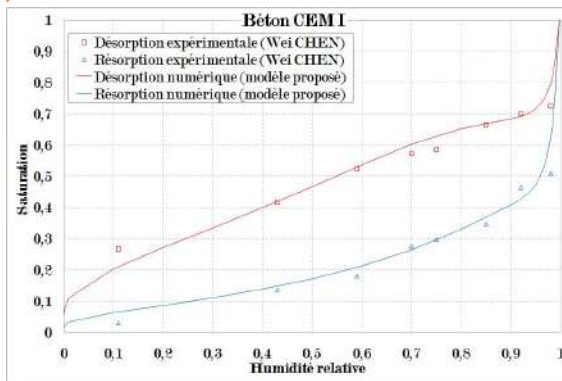 Béton CEM I
Désorption expérimentale (Wei CHEN)
Résorption expérimentale (Wei CHEN)
Désorption numérique (modèle proposé)
Résorption numérique (modèle proposé)
Saturation
1
0,9
0,8
0,7
0,6
0,5
0,4
0,3
0,2
0,1
0
0 0,1 0,2 0,3 0,4 0,5 0,6 0,7 0,8 0,9 1
Humidité relative